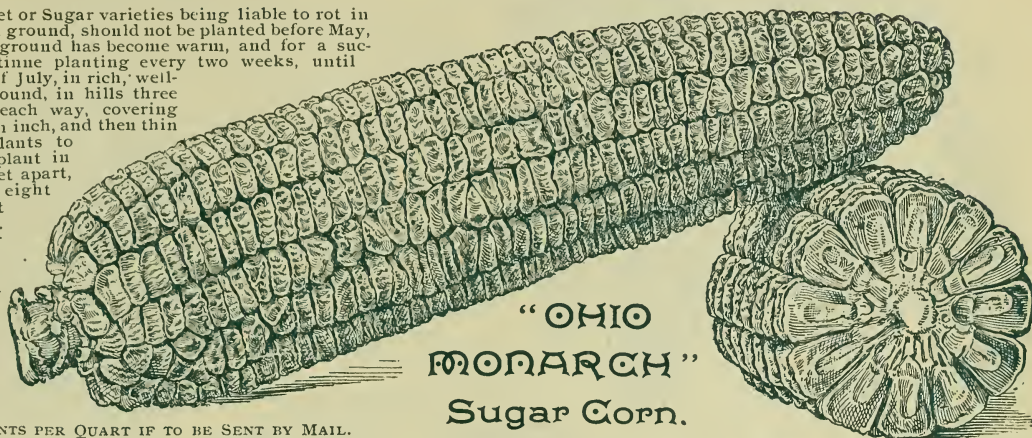 et or Sugar varieties being liable to rot in
ground, should not be planted before May,
ground has become warm, and for a suc-
tinue planting every two weeks, until
f July, in rich, well-
ound, in hills three
each way, covering
n inch, and then thin
lants to
plant in
et apart,
eight
“OHIO
MONARCH”
Sugar Corn.
NTS PER QUART IF TO BE SENT BY MAIL.